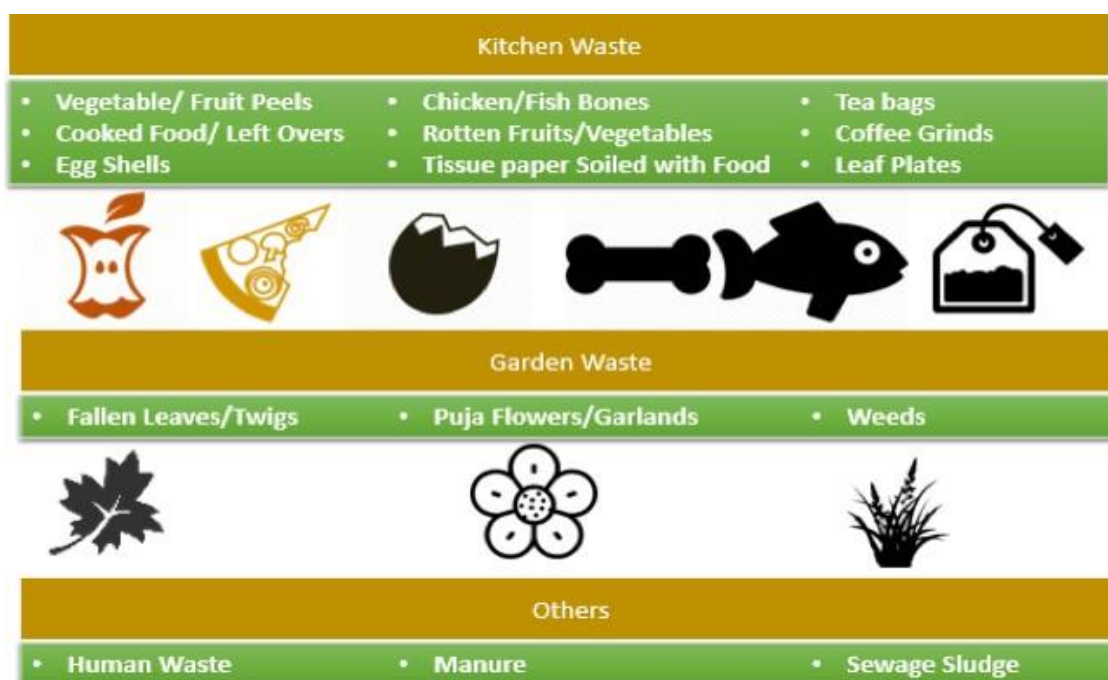 Kitchen Waste
• Vegetable/ Fruit Peels
• Cooked Food/ Left Overs
• Egg Shells
• Chicken/Fish Bones
• Rotten Fruits/Vegetables
• Tissue paper Soiled with Food
• Tea bags
• Coffee Grinds
• Leaf Plates
Garden Waste
• Fallen Leaves/Twigs
• Puja Flowers/Garlands
• Weeds
Others
• Human Waste
• Manure
• Sewage Sludge